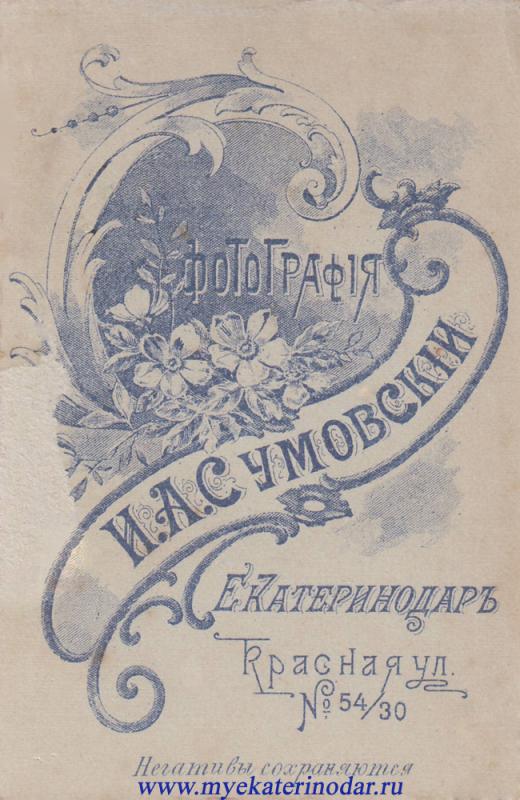 Фотографія
И.А. Сумовскій
Екатеринодаръ
Красная ул.
№ 54/30
Негативы сохраняются
www.myekaterinodar.ru